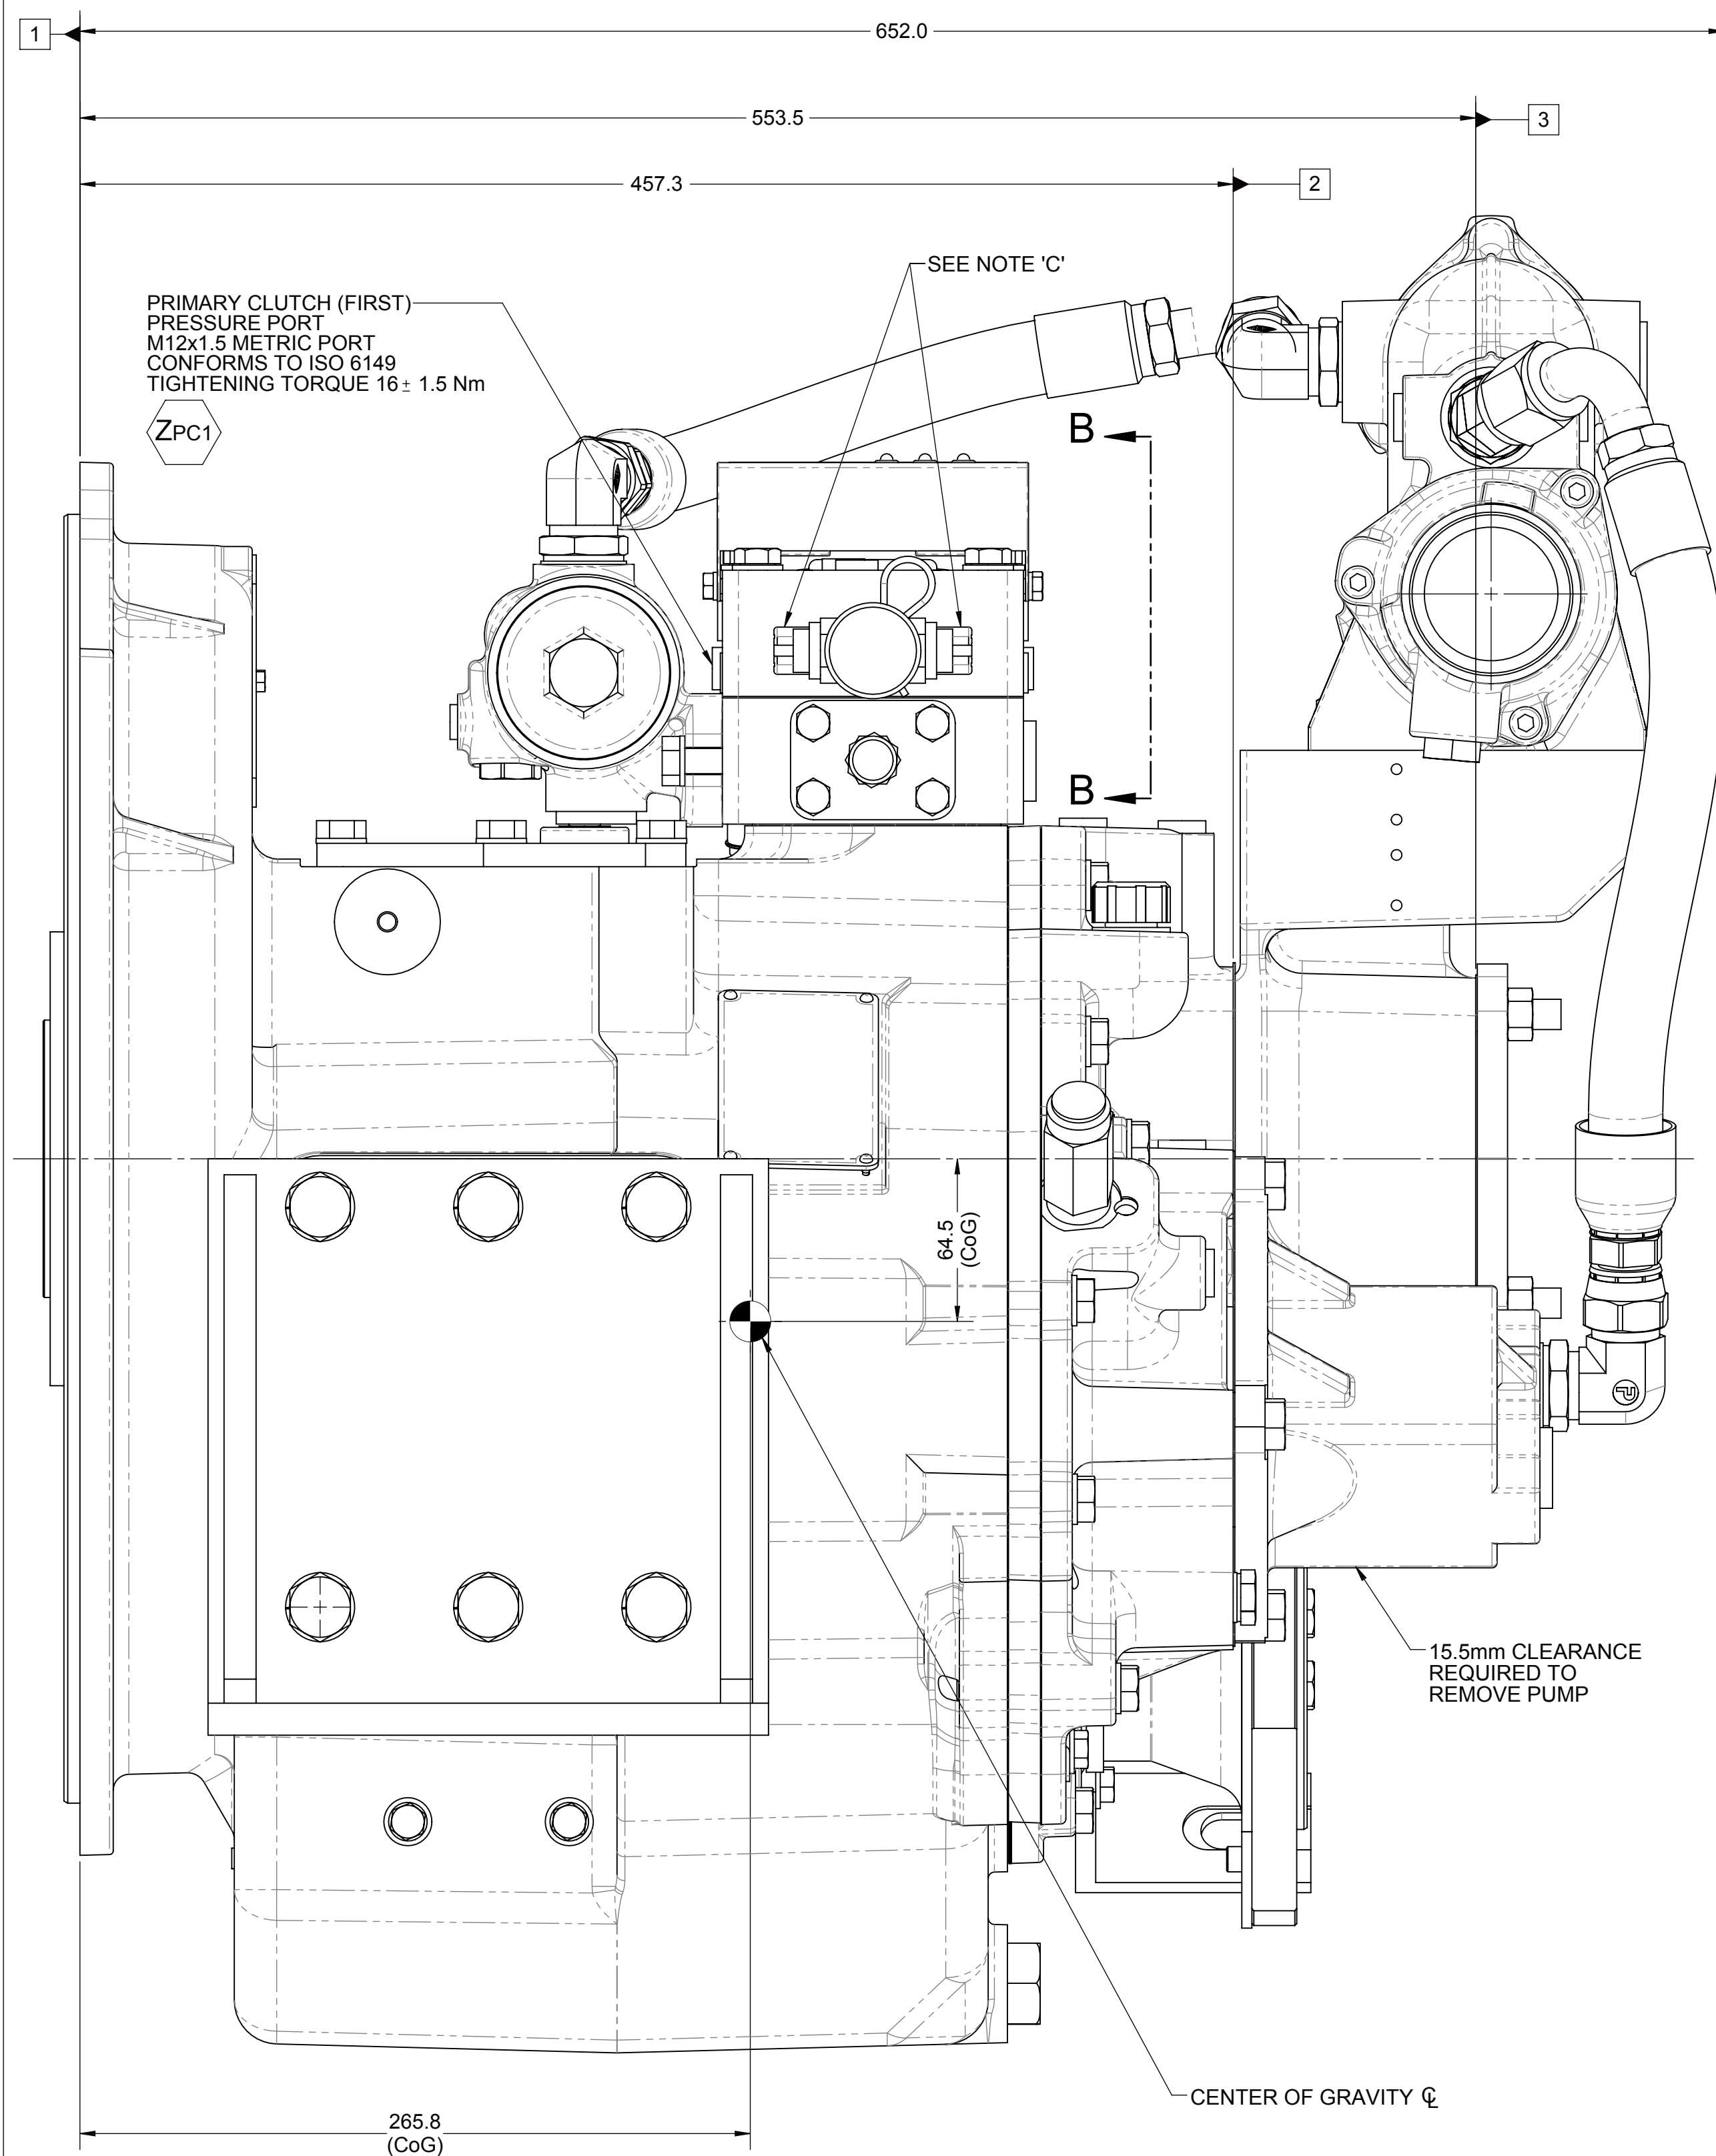 1
652.0
553.5
3
457.3
2
SEE NOTE 'C'
PRIMARY CLUTCH (FIRST)
PRESSURE PORT
M12x1.5 METRIC PORT
CONFORMS TO ISO 6149
TIGHTENING TORQUE 16± 1.5 Nm
ZPC1
B
B
64.5
(CoG)
P
15.5mm CLEARANCE
REQUIRED TO
REMOVE PUMP
CENTER OF GRAVITY ℄
265.8
(CoG)